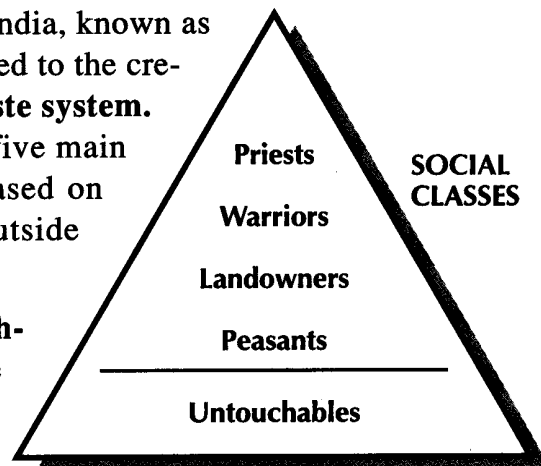 ndia, known as
ed to the cre-
ste system.
five main
ased on
utside
h-
Priests
Warriors
Landowners
Peasants
Untouchables
SOCIAL
CLASSES